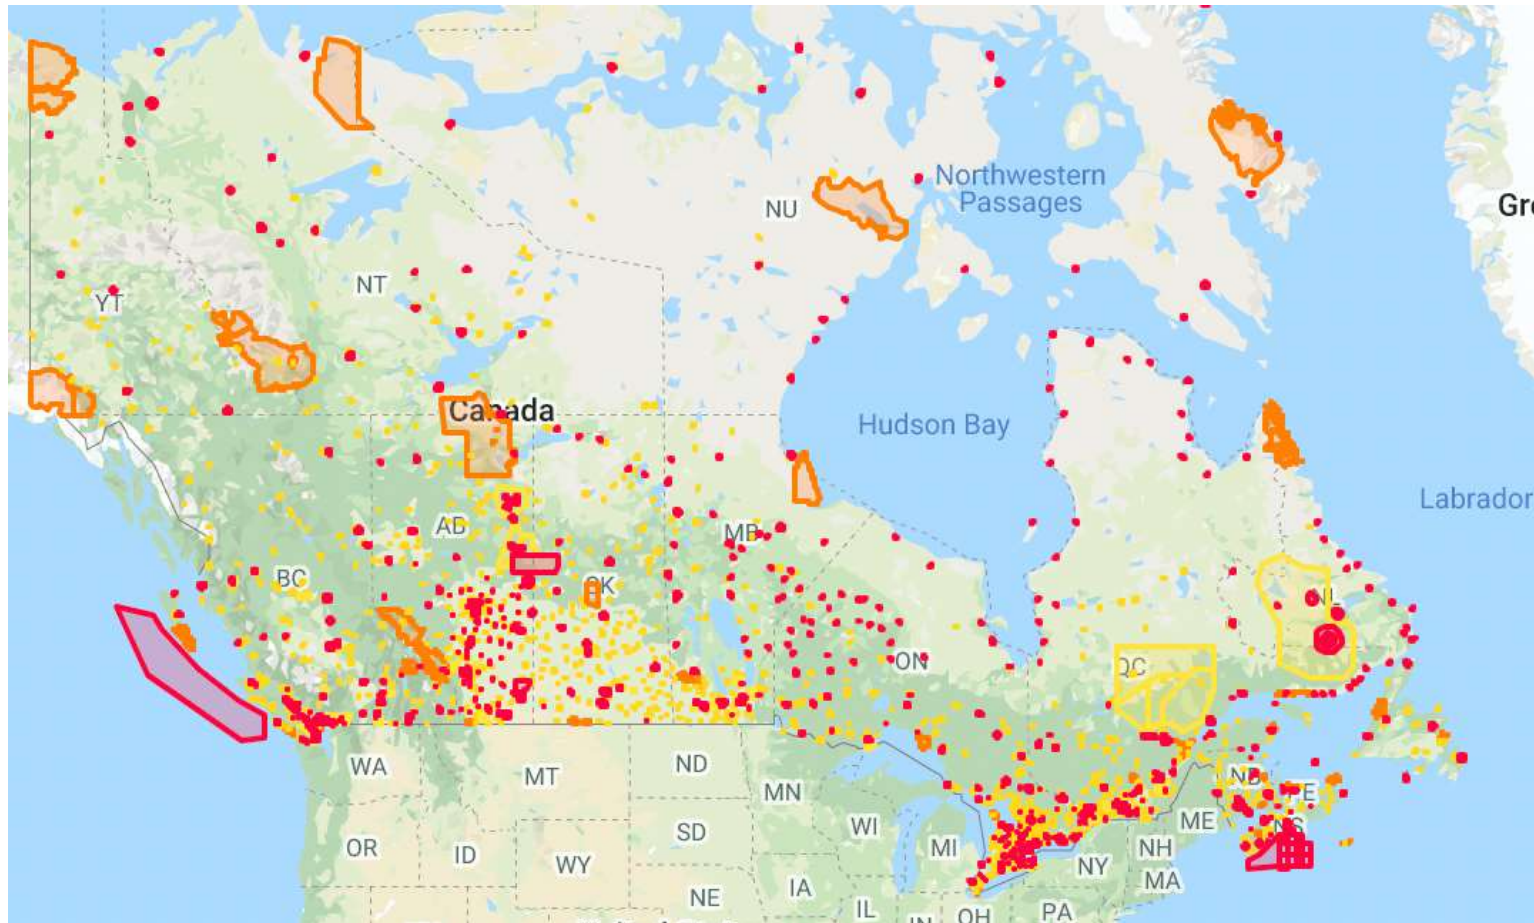 Northwestern
Passages
NU
Gr
NT
YT
Canada
Hudson Bay
Labrador
MB
BC
SK
NL
ON
QC
WA
MT
ND
MN
NB
PE
NS
ME
OR
ID
WY
SD
WI
MI
NY
NH
MA
NE
IA
IL
OH
PA